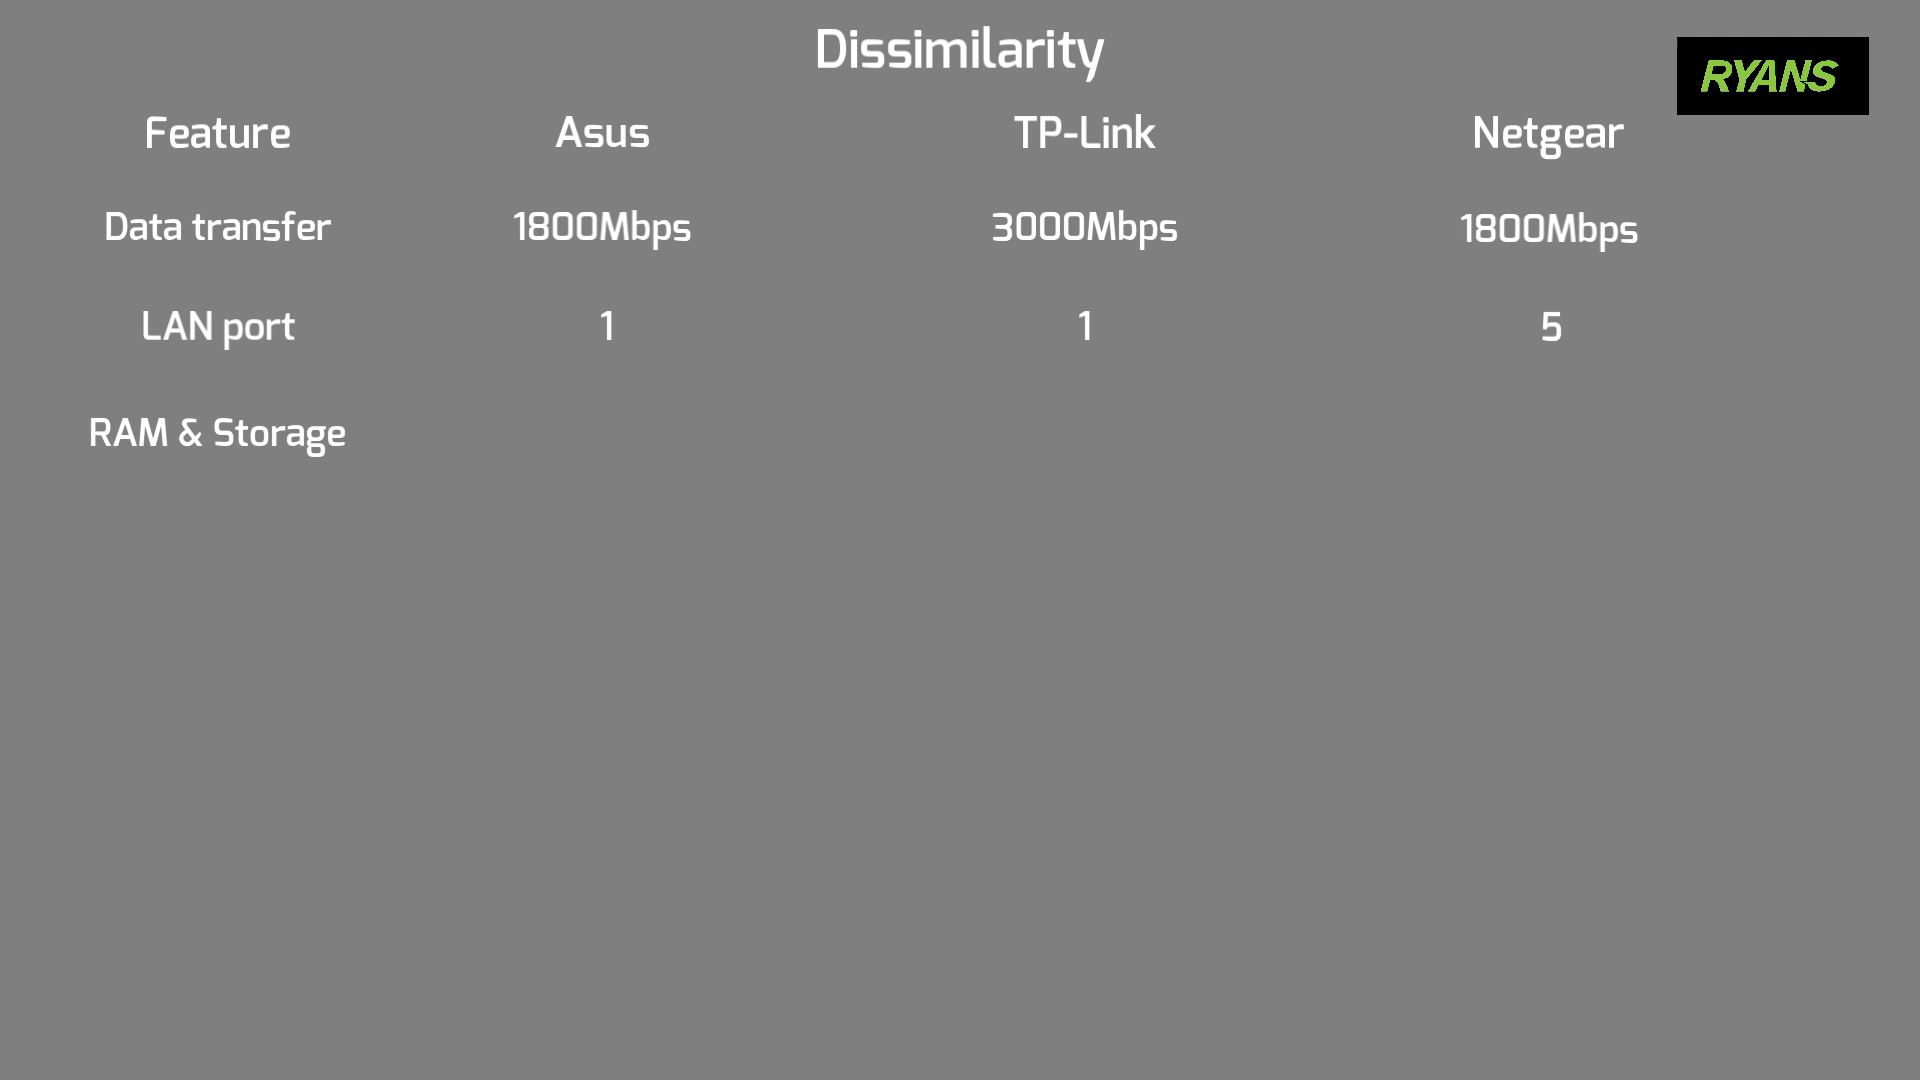 Dissimilarity
RYANS
Feature Asus TP-Link Netgear
Data transfer 1800Mbps 3000Mbps 1800Mbps
LAN port 1 1 5
RAM & Storage